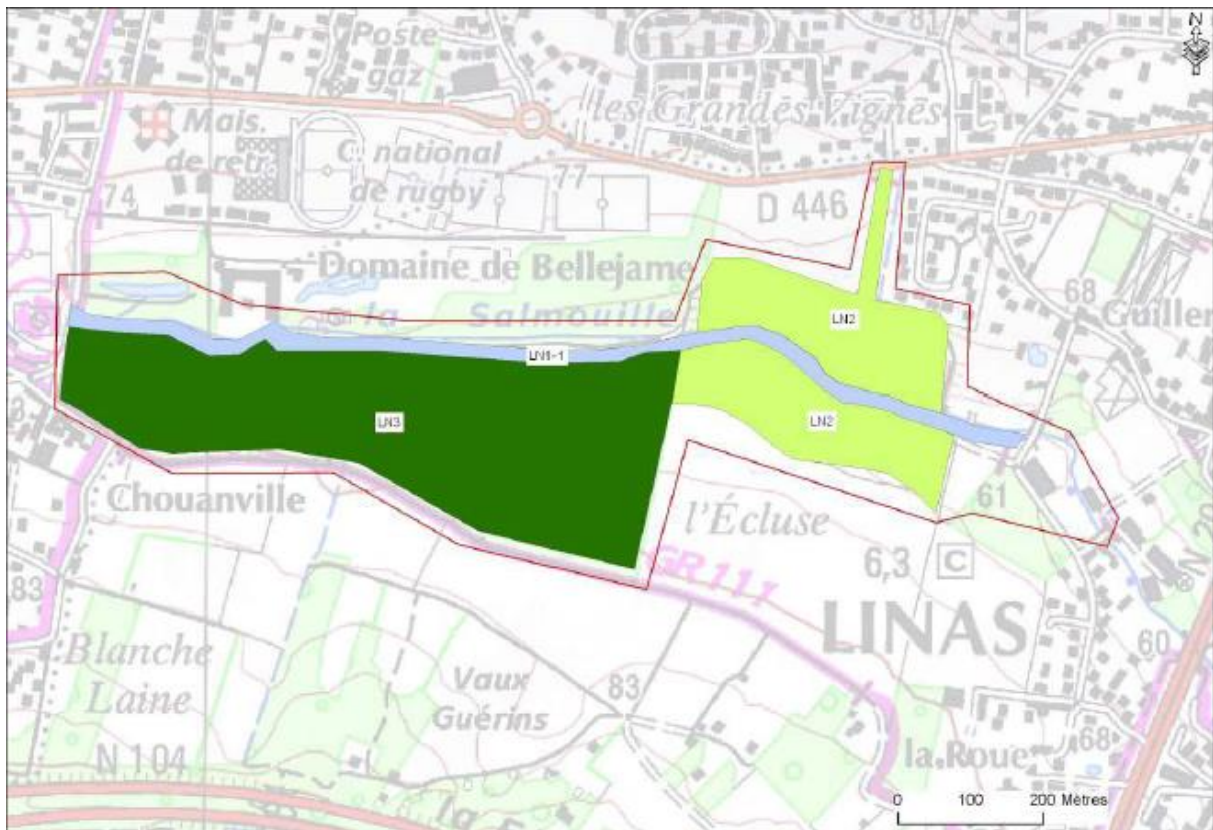 N
Poste
gaz
81
les Grandes Vignes
Mais.
de retr.
C. national
de rugby
77
74
D 446
Domaine de Bellejame
la Salmouille
LN2
68
Guiller
LN1-1
LN3
LN2
Chouanville
l'Écluse
61
6,3
C
GR 111
LINAS
83
60
Blanche
Laine
Vaux
Guérins
83
la Roue
68
N 104
0 100 200 Mètres